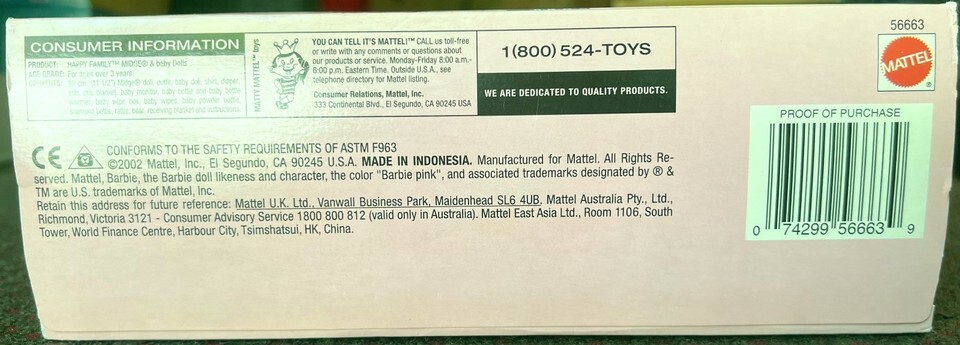 56663
CONSUMER INFORMATION
PRODUCT: HAPPY FAMILY™ MIDGE® & baby Dolls
AGE GRADE: For ages over 3 years
CONTENTS:
MATTY MATTEL™ toys
YOU CAN TELL IT'S MATTEL!™ CALL us toll-free
or write with any comments or questions about
our products or service. Monday-Friday 8:00 a.m.-
6:00 p.m. Eastern Time. Outside U.S.A., see
telephone directory for Mattel listing.
Consumer Relations, Mattel, Inc.
333 Continental Blvd., El Segundo, CA 90245 USA
1(800) 524-TOYS
WE ARE DEDICATED TO QUALITY PRODUCTS.
MATTEL
®
PROOF OF PURCHASE
0 74299 56663 9
CE
CONFORMS TO THE SAFETY REQUIREMENTS OF ASTM F963
©2002 Mattel, Inc., El Segundo, CA 90245 U.S.A. MADE IN INDONESIA. Manufactured for Mattel. All Rights Re-
served. Mattel, Barbie, the Barbie doll likeness and character, the color "Barbie pink", and associated trademarks designated by ® &
TM are U.S. trademarks of Mattel, Inc.
Retain this address for future reference: Mattel U.K. Ltd., Vanwall Business Park, Maidenhead SL6 4UB. Mattel Australia Pty., Ltd.,
Richmond, Victoria 3121 - Consumer Advisory Service 1800 800 812 (valid only in Australia). Mattel East Asia Ltd., Room 1106, South
Tower, World Finance Centre, Harbour City, Tsimshatsui, HK, China.